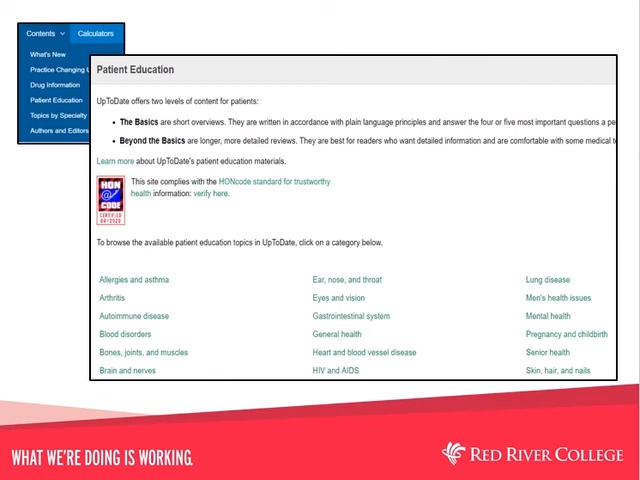 Contents Calculators
What's New
Practice Changing
Drug Information
Patient Education
Topics by Specialty
Authors and Editors
Patient Education
UpToDate offers two levels of content for patients:
• The Basics are short overviews. They are written in accordance with plain language principles and answer the four or five most important questions a pe
• Beyond the Basics are longer, more detailed reviews. They are best for readers who want detailed information and are comfortable with some medical t
Learn more about UpToDate's patient education materials.
HON
@
CODE
CERTIFIED
04/2020
This site complies with the HONcode standard for trustworthy
health information: verify here.
To browse the available patient education topics in UpToDate, click on a category below.
Allergies and asthma Ear, nose, and throat Lung disease
Arthritis Eyes and vision Men's health issues
Autoimmune disease Gastrointestinal system Mental health
Blood disorders General health Pregnancy and childbirth
Bones, joints, and muscles Heart and blood vessel disease Senior health
Brain and nerves HIV and AIDS Skin, hair, and nails
WHAT WE'RE DOING IS WORKING. RED RIVER COLLEGE